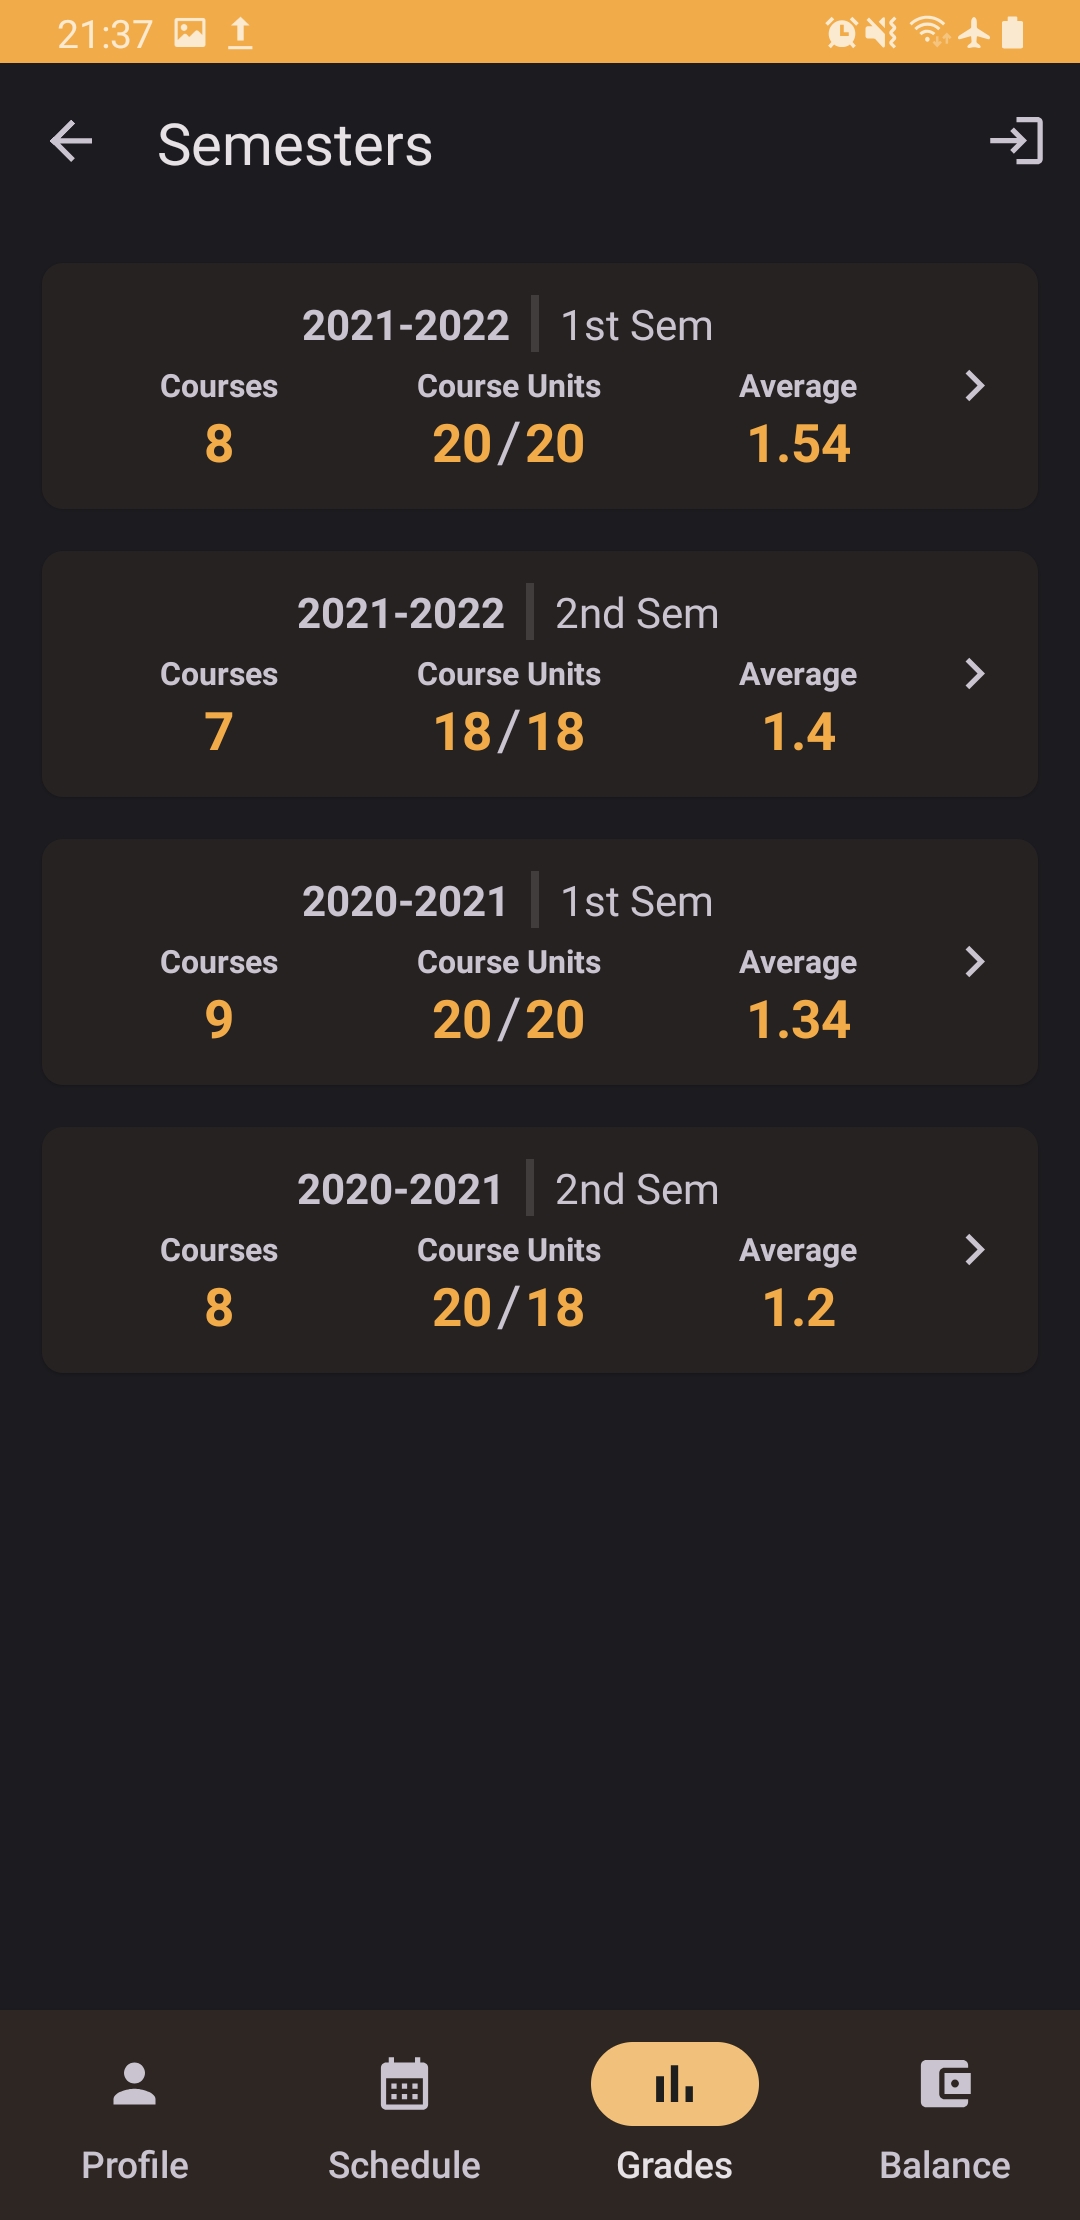 21:37
Semesters
2021-2022 1st Sem
Courses Course Units Average
8 20/20 1.54
2021-2022 2nd Sem
Courses Course Units Average
7 18/18 1.4
2020-2021 1st Sem
Courses Course Units Average
9 20/20 1.34
2020-2021 2nd Sem
Courses Course Units Average
8 20/18 1.2
Profile Schedule Grades Balance